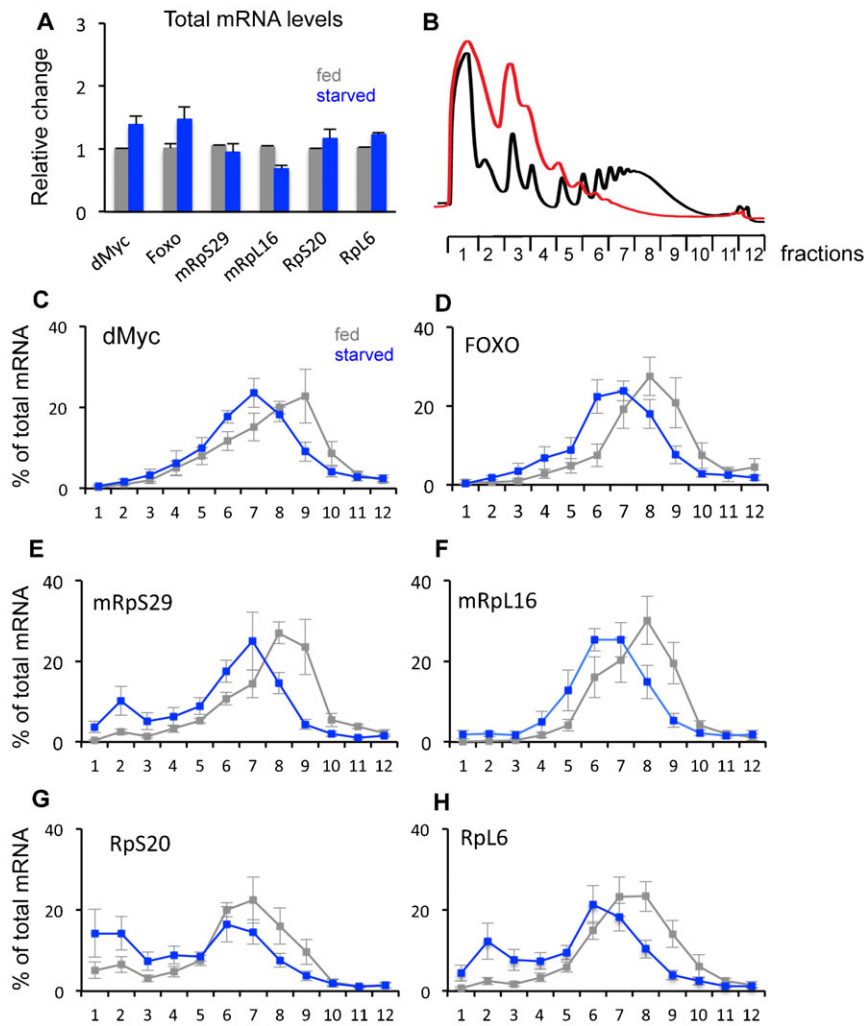 A
Total mRNA levels
3
2
1
0
Relative change
fed
starved
dMyc
Foxo
mRpS29
mRpL16
RpS20
RpL6
B
1 2 3 4 5 6 7 8 9 10 11 12
fractions
C
dMyc
fed
starved
% of total mRNA
40
20
0
1 2 3 4 5 6 7 8 9 10 11 12
D
FOXO
40
20
0
1 2 3 4 5 6 7 8 9 10 11 12
E
mRpS29
% of total mRNA
40
20
0
1 2 3 4 5 6 7 8 9 10 11 12
F
mRpL16
40
20
0
1 2 3 4 5 6 7 8 9 10 11 12
G
RpS20
% of total mRNA
40
20
0
1 2 3 4 5 6 7 8 9 10 11 12
H
RpL6
40
20
0
1 2 3 4 5 6 7 8 9 10 11 12